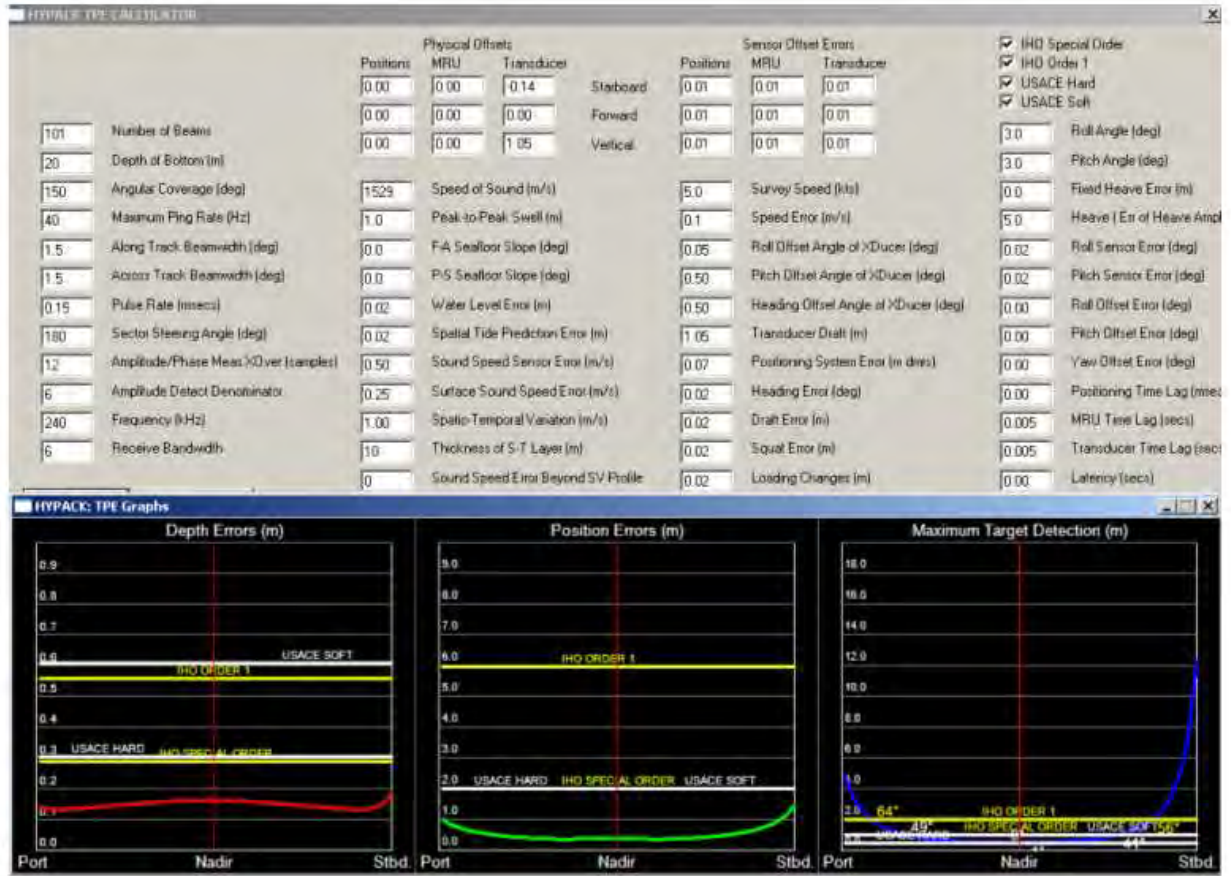 HYPACK TPE CALCULATOR
Physical Offsets
Sensor Offset Errors
Positions MRU Transducer
Positions MRU Transducer
IHO Special Order
IHO Order 1
USACE Hard
USACE Soft
0.00 0.00 -0.14 Starboard 0.01 0.01 0.01
0.00 0.00 0.00 Forward 0.01 0.01 0.01
0.00 0.00 1.05 Vertical 0.01 0.01 0.01
101 Number of Beams
20 Depth of Bottom (m)
150 Angular Coverage (deg)
40 Maximum Ping Rate (Hz)
1.5 Along Track Beamwidth (deg)
1.5 Across Track Beamwidth (deg)
0.15 Pulse Rate (msecs)
180 Sector Steering Angle (deg)
12 Amplitude/Phase Meas XOver (samples)
6 Amplitude Detect Denominator
240 Frequency (kHz)
6 Receive Bandwidth
1529 Speed of Sound (m/s)
1.0 Peak-to-Peak Swell (m)
0.0 F-A Seafloor Slope (deg)
0.0 P-S Seafloor Slope (deg)
0.02 Water Level Error (m)
0.02 Spatial Tide Prediction Error (m)
0.50 Sound Speed Sensor Error (m/s)
0.25 Surface Sound Speed Error (m/s)
1.00 Spatio-Temporal Variation (m/s)
10 Thickness of S-T Layer (m)
0 Sound Speed Error Beyond SV Profile
5.0 Survey Speed (kts)
0.1 Speed Error (m/s)
0.05 Roll Offset Angle of XDucer (deg)
0.50 Pitch Offset Angle of XDucer (deg)
0.50 Heading Offset Angle of XDucer (deg)
1.05 Transducer Draft (m)
0.07 Positioning System Error (m drms)
0.02 Heading Error (deg)
0.02 Draft Error (m)
0.02 Squat Error (m)
0.02 Loading Changes (m)
3.0 Roll Angle (deg)
3.0 Pitch Angle (deg)
0.0 Fixed Heave Error (m)
5.0 Heave ( Err of Heave Ampl
0.02 Roll Sensor Error (deg)
0.02 Pitch Sensor Error (deg)
0.00 Roll Offset Error (deg)
0.00 Pitch Offset Error (deg)
0.00 Yaw Offset Error (deg)
0.00 Positioning Time Lag (msec
0.005 MRU Time Lag (secs)
0.005 Transducer Time Lag (sec
0.00 Latency (secs)
HYPACK: TPE Graphs
Depth Errors (m)
0.9
0.8
0.7
0.6 USACE SOFT
IHO ORDER 1
0.5
0.4
0.3 USACE HARD IHO SPECIAL ORDER
0.2
0.1
0.0
Port Nadir Stbd.
Position Errors (m)
9.0
8.0
7.0
6.0 IHO ORDER 1
5.0
4.0
3.0
2.0 USACE HARD IHO SPECIAL ORDER USACE SOFT
1.0
0.0
Port Nadir Stbd.
Maximum Target Detection (m)
18.0
16.0
14.0
12.0
10.0
8.0
6.0
4.0
2.0 64° IHO ORDER 1
49° IHO SPECIAL ORDER USACE SOFT 56°
0.0 USACE HARD 41°
Port Nadir Stbd.